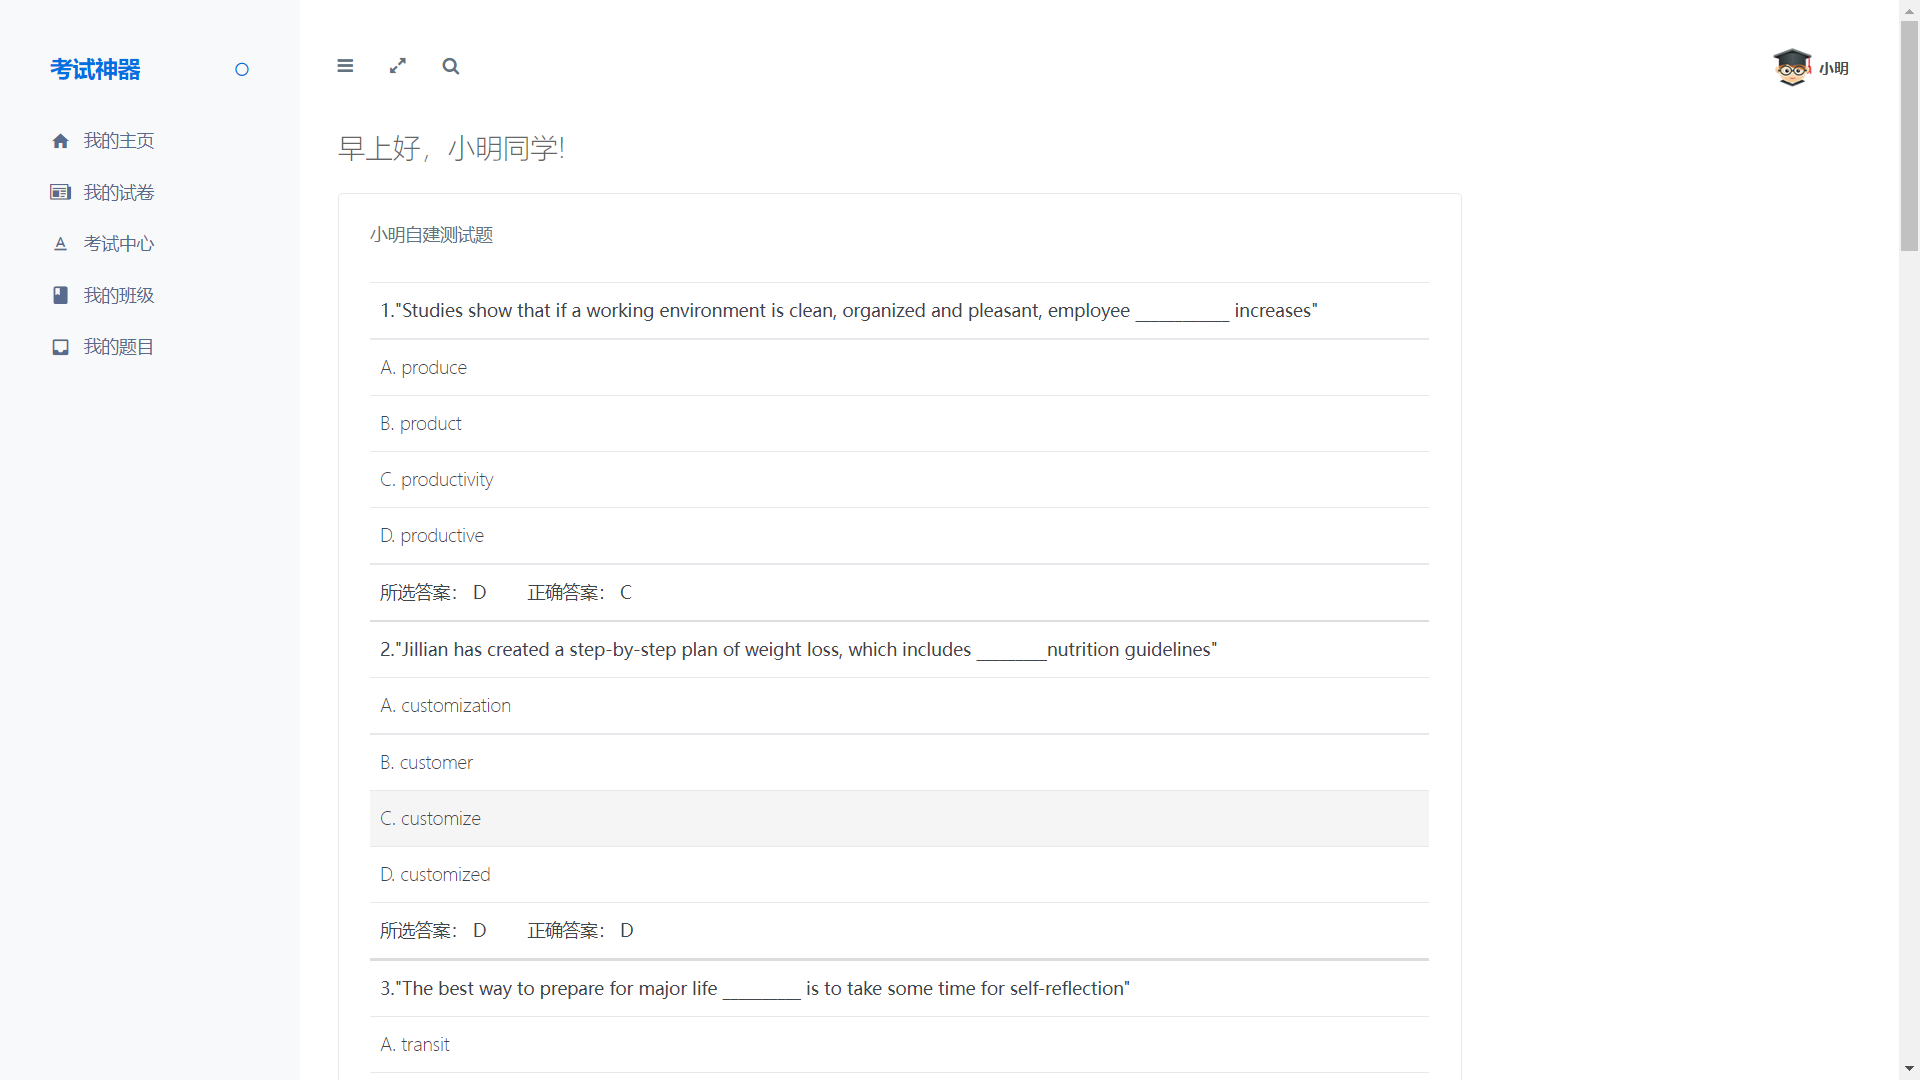 考试神器
小明
我的主页
我的试卷
考试中心
我的班级
我的题目
早上好，小明同学!
小明自建测试题
1."Studies show that if a working environment is clean, organized and pleasant, employee ____________ increases"
A. produce
B. product
C. productivity
D. productive
所选答案： D 正确答案： C
2."Jillian has created a step-by-step plan of weight loss, which includes _________nutrition guidelines"
A. customization
B. customer
C. customize
D. customized
所选答案： D 正确答案： D
3."The best way to prepare for major life __________ is to take some time for self-reflection"
A. transit